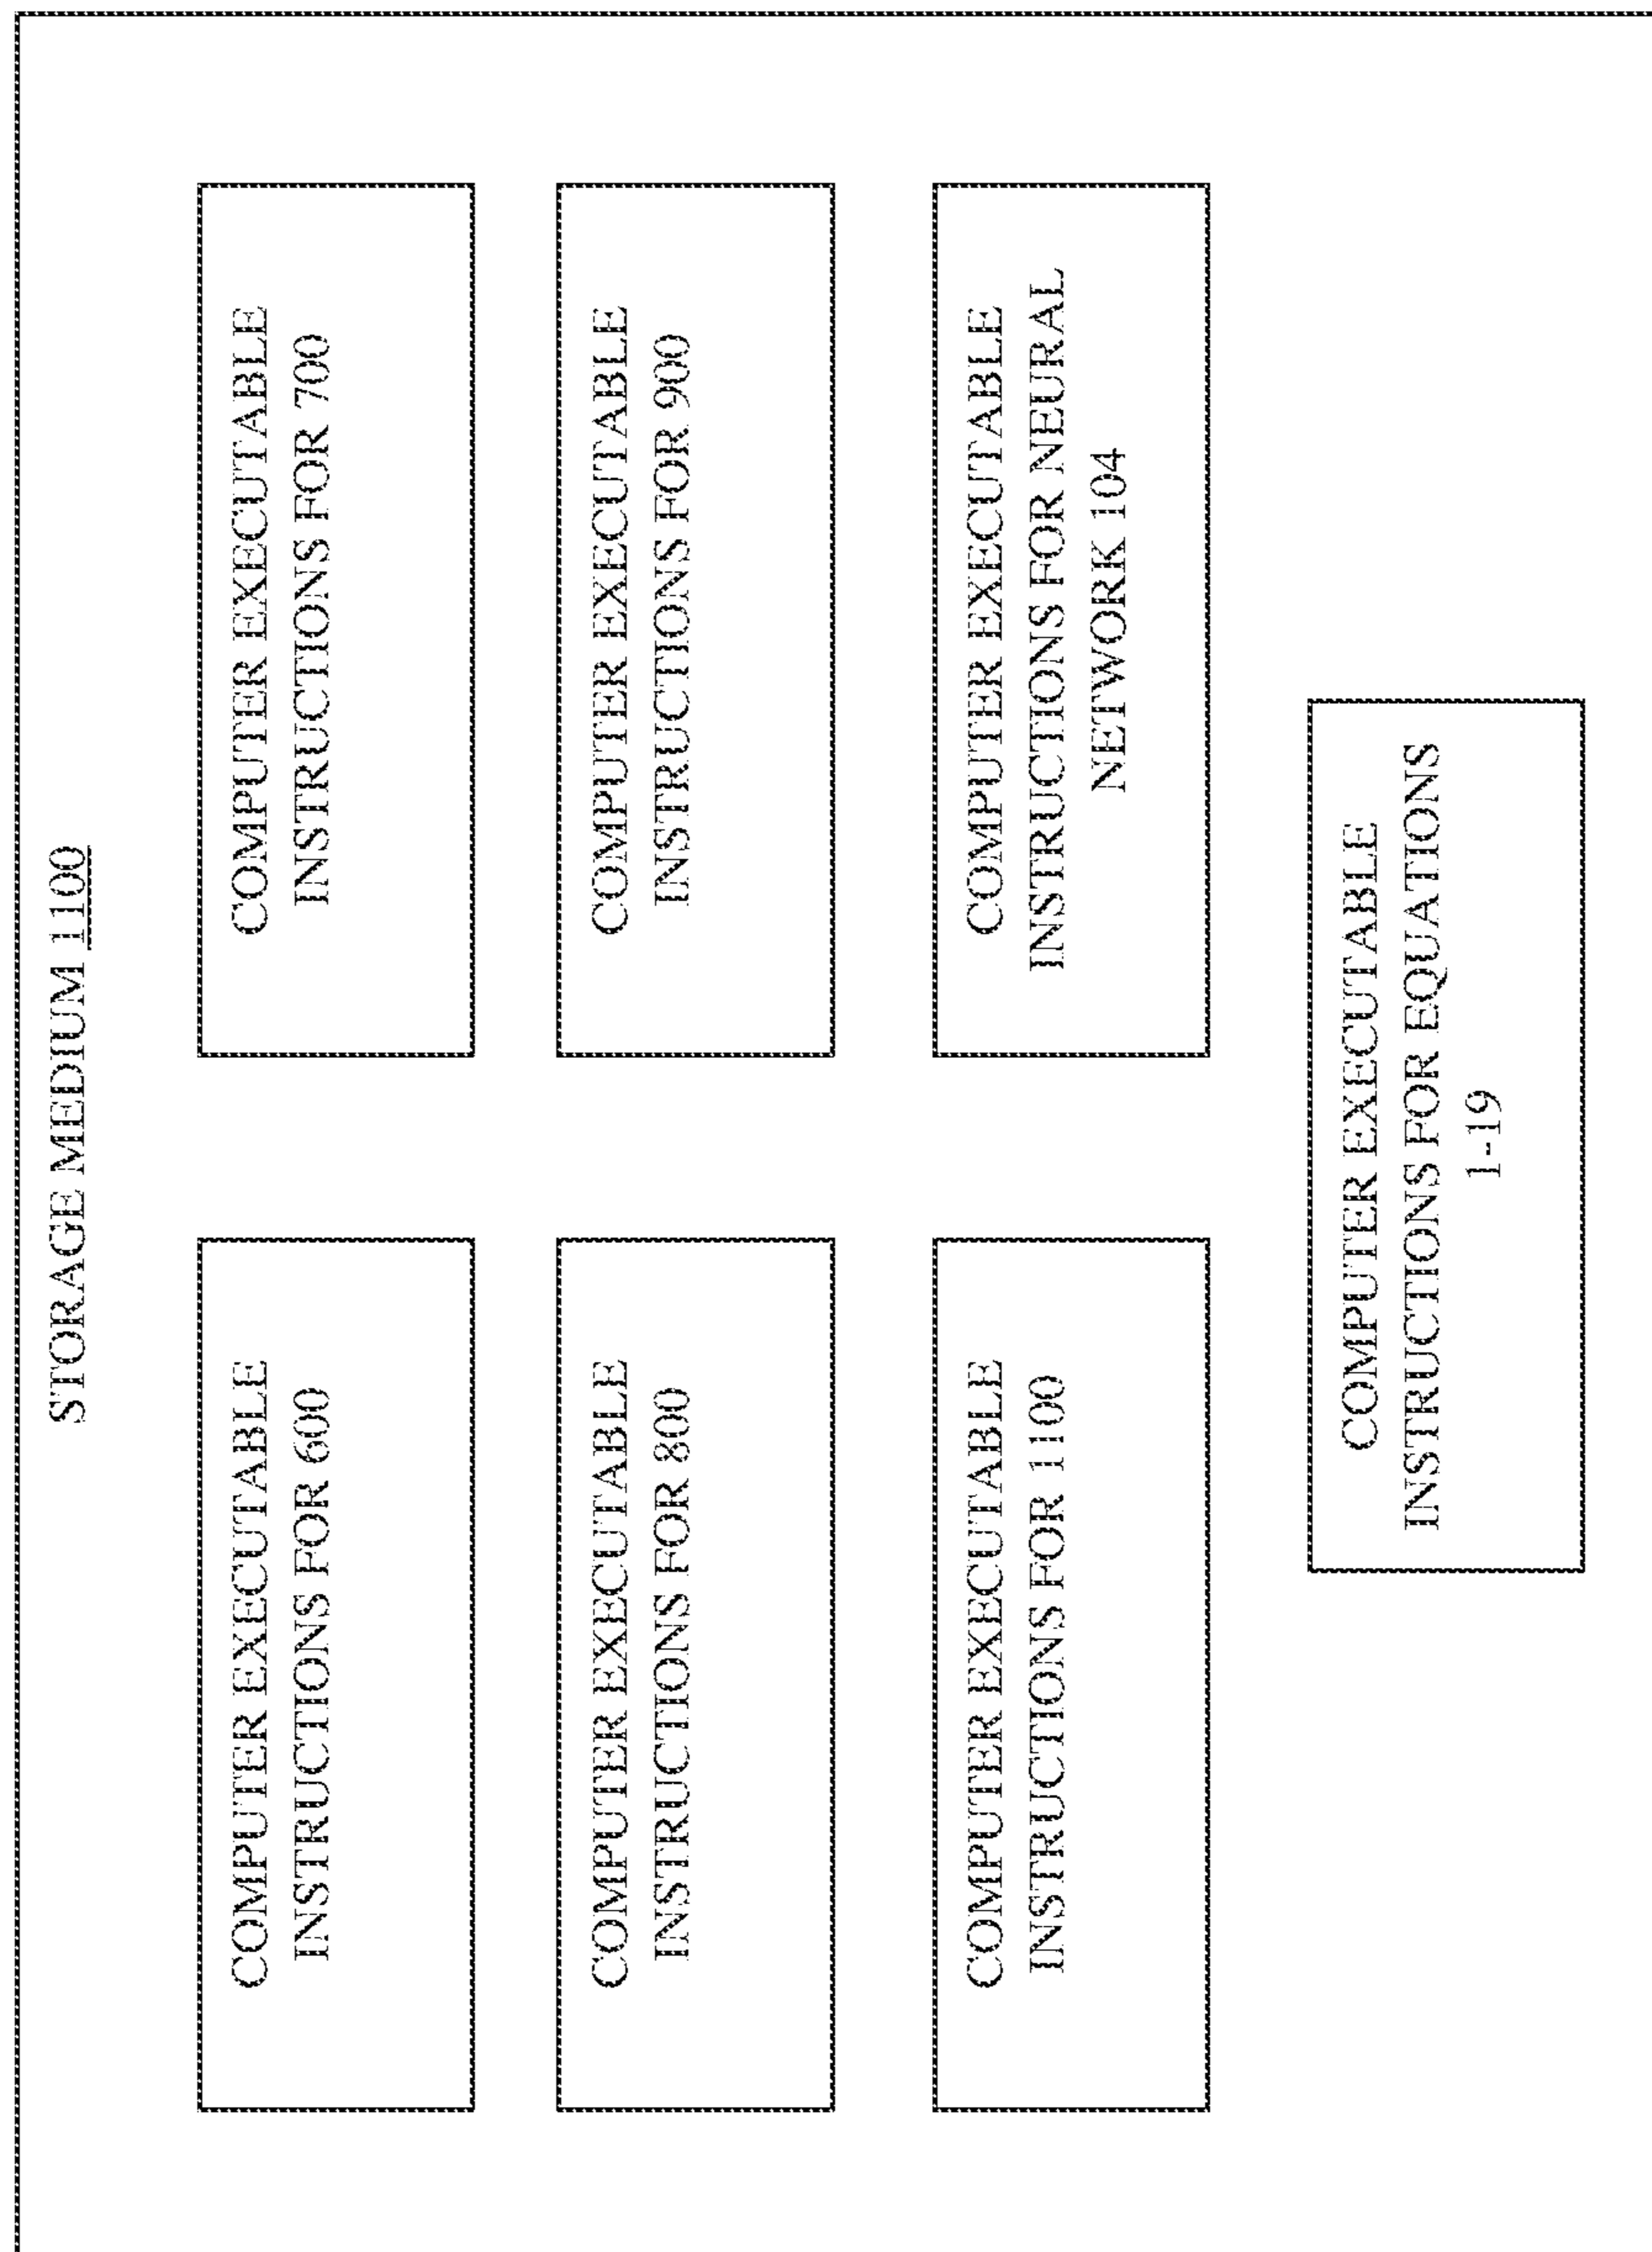 STORAGE MEDIUM 1100
COMPUTER EXECUTABLE
INSTRUCTIONS FOR 600
COMPUTER EXECUTABLE
INSTRUCTIONS FOR 700
COMPUTER EXECUTABLE
INSTRUCTIONS FOR 800
COMPUTER EXECUTABLE
INSTRUCTIONS FOR 900
COMPUTER EXECUTABLE
INSTRUCTIONS FOR 1100
COMPUTER EXECUTABLE
INSTRUCTIONS FOR NEURAL
NETWORK 104
COMPUTER EXECUTABLE
INSTRUCTIONS FOR EQUATIONS
1-19